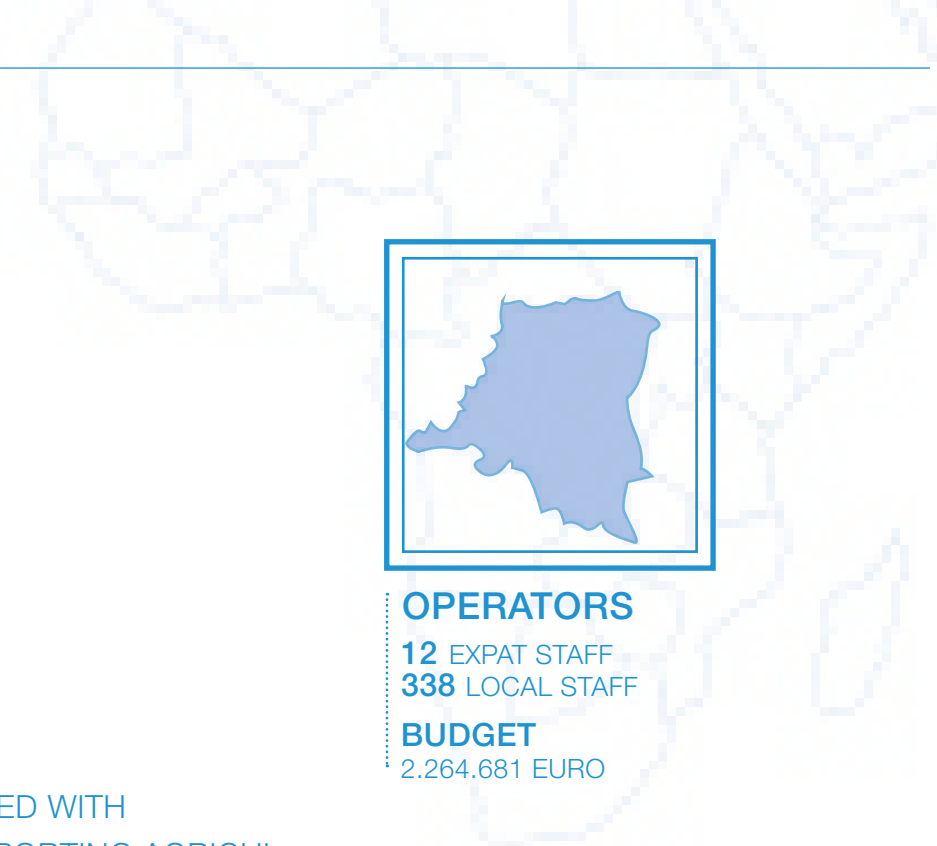 OPERATORS
12 EXPAT STAFF
338 LOCAL STAFF
BUDGET
2.264.681 EURO
ED WITH